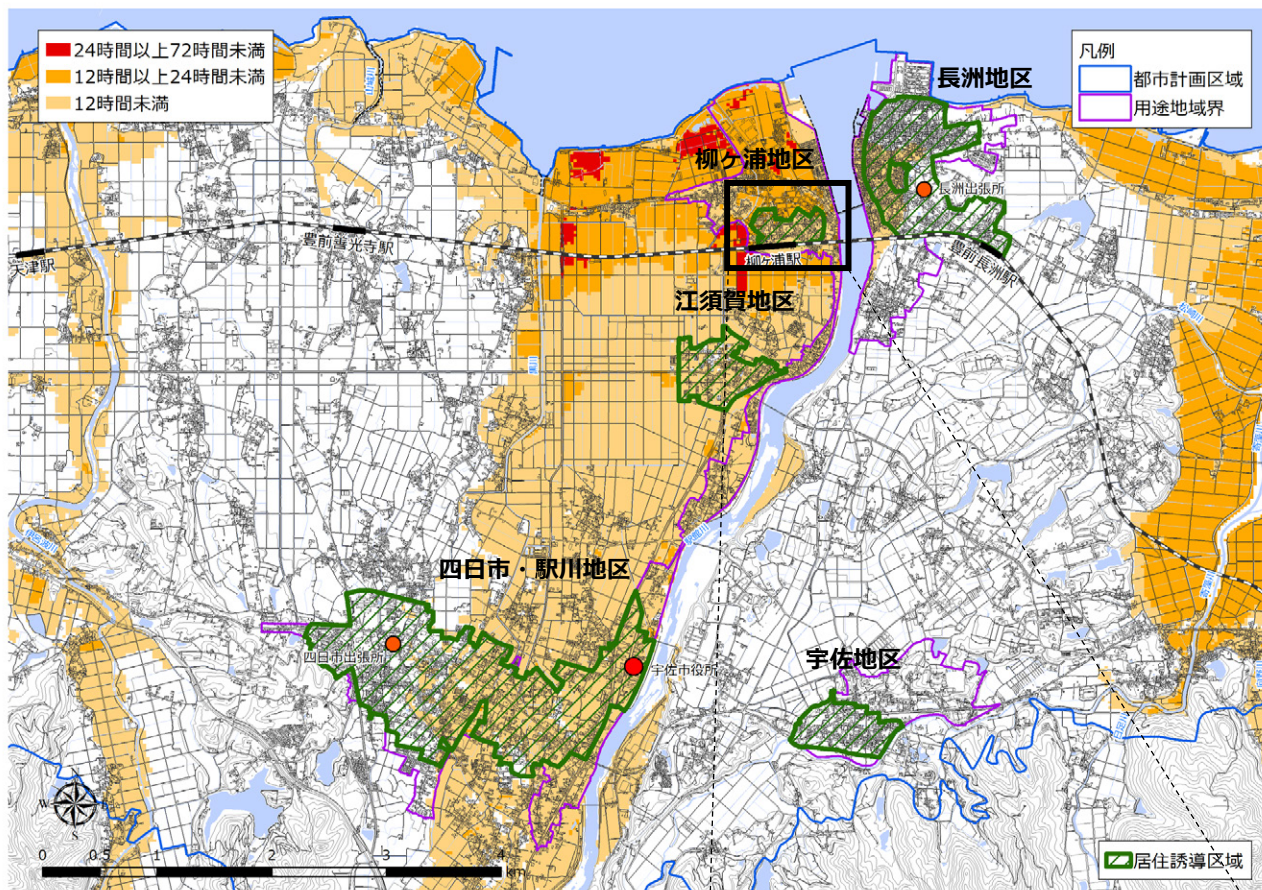 24時間以上72時間未満
12時間以上24時間未満
12時間未満
凡例
都市計画区域
用途地域界
長洲地区
柳ヶ浦地区
長洲出張所
豊前善光寺駅
天津駅
柳ヶ浦駅
豊前長洲駅
江須賀地区
四日市・駅川地区
四日市出張所
宇佐市役所
宇佐地区
W
S
0 0.5 1 2 3 4
km
居住誘導区域